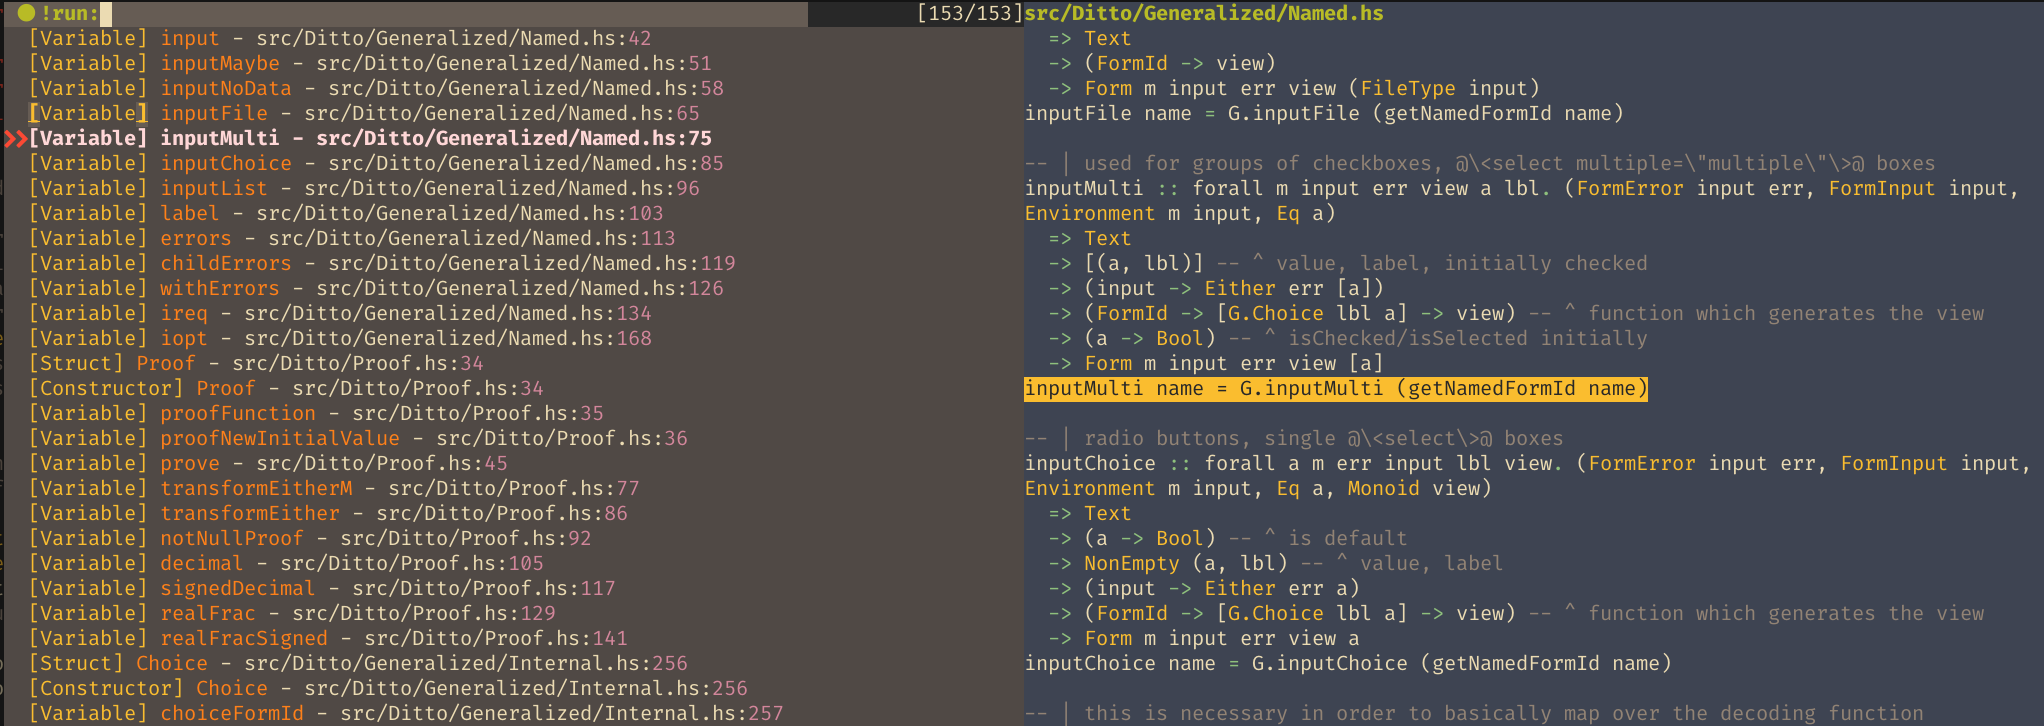 !run: [153/153]
[Variable] input - src/Ditto/Generalized/Named.hs:42
[Variable] inputMaybe - src/Ditto/Generalized/Named.hs:51
[Variable] inputNoData - src/Ditto/Generalized/Named.hs:58
[Variable] inputFile - src/Ditto/Generalized/Named.hs:65
>>[Variable] inputMulti - src/Ditto/Generalized/Named.hs:75
[Variable] inputChoice - src/Ditto/Generalized/Named.hs:85
[Variable] inputList - src/Ditto/Generalized/Named.hs:96
[Variable] label - src/Ditto/Generalized/Named.hs:103
[Variable] errors - src/Ditto/Generalized/Named.hs:113
[Variable] childErrors - src/Ditto/Generalized/Named.hs:119
[Variable] withErrors - src/Ditto/Generalized/Named.hs:126
[Variable] ireq - src/Ditto/Generalized/Named.hs:134
[Variable] iopt - src/Ditto/Generalized/Named.hs:168
[Struct] Proof - src/Ditto/Proof.hs:34
[Constructor] Proof - src/Ditto/Proof.hs:34
[Variable] proofFunction - src/Ditto/Proof.hs:35
[Variable] proofNewInitialValue - src/Ditto/Proof.hs:36
[Variable] prove - src/Ditto/Proof.hs:45
[Variable] transformEitherM - src/Ditto/Proof.hs:77
[Variable] transformEither - src/Ditto/Proof.hs:86
[Variable] notNullProof - src/Ditto/Proof.hs:92
[Variable] decimal - src/Ditto/Proof.hs:105
[Variable] signedDecimal - src/Ditto/Proof.hs:117
[Variable] realFrac - src/Ditto/Proof.hs:129
[Variable] realFracSigned - src/Ditto/Proof.hs:141
[Struct] Choice - src/Ditto/Generalized/Internal.hs:256
[Constructor] Choice - src/Ditto/Generalized/Internal.hs:256
[Variable] choiceFormId - src/Ditto/Generalized/Internal.hs:257
src/Ditto/Generalized/Named.hs
=> Text
-> (FormId -> view)
-> Form m input err view (FileType input)
inputFile name = G.inputFile (getNamedFormId name)
-- | used for groups of checkboxes, @\<select multiple=\"multiple\"\>@ boxes
inputMulti :: forall m input err view a lbl. (FormError input err, FormInput input,
Environment m input, Eq a)
=> Text
-> [(a, lbl)] -- ^ value, label, initially checked
-> (input -> Either err [a])
-> (FormId -> [G.Choice lbl a] -> view) -- ^ function which generates the view
-> (a -> Bool) -- ^ isChecked/isSelected initially
-> Form m input err view [a]
inputMulti name = G.inputMulti (getNamedFormId name)
-- | radio buttons, single @\<select\>@ boxes
inputChoice :: forall a m err input lbl view. (FormError input err, FormInput input,
Environment m input, Eq a, Monoid view)
=> Text
-> (a -> Bool) -- ^ is default
-> NonEmpty (a, lbl) -- ^ value, label
-> (input -> Either err a)
-> (FormId -> [G.Choice lbl a] -> view) -- ^ function which generates the view
-> Form m input err view a
inputChoice name = G.inputChoice (getNamedFormId name)
-- | this is necessary in order to basically map over the decoding function